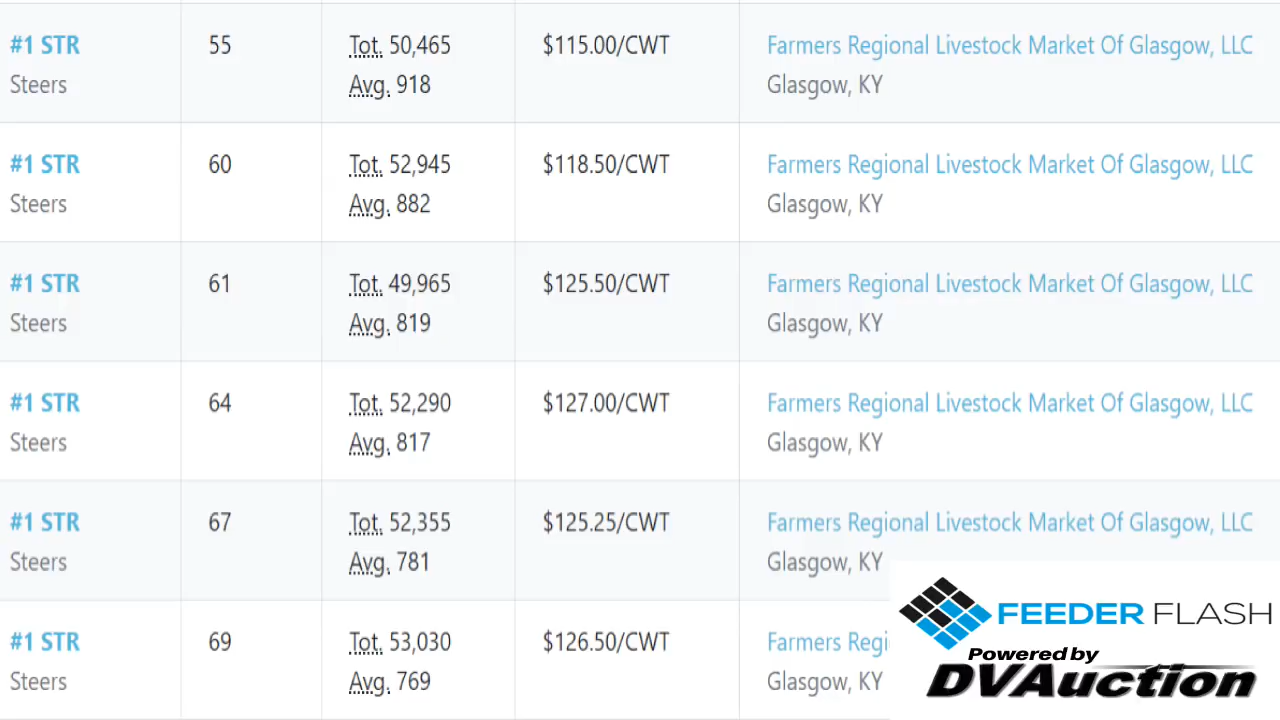 #1 STR 55 Tot. 50,465 $115.00/CWT Farmers Regional Livestock Market Of Glasgow, LLC
Steers Avg. 918 Glasgow, KY
#1 STR 60 Tot. 52,945 $118.50/CWT Farmers Regional Livestock Market Of Glasgow, LLC
Steers Avg. 882 Glasgow, KY
#1 STR 61 Tot. 49,965 $125.50/CWT Farmers Regional Livestock Market Of Glasgow, LLC
Steers Avg. 819 Glasgow, KY
#1 STR 64 Tot. 52,290 $127.00/CWT Farmers Regional Livestock Market Of Glasgow, LLC
Steers Avg. 817 Glasgow, KY
#1 STR 67 Tot. 52,355 $125.25/CWT Farmers Regional Livestock Market Of Glasgow, LLC
Steers Avg. 781 Glasgow, KY
#1 STR 69 Tot. 53,030 $126.50/CWT Farmers Regi
Steers Avg. 769 Glasgow, KY
FEEDER FLASH
Powered by
DVAuction